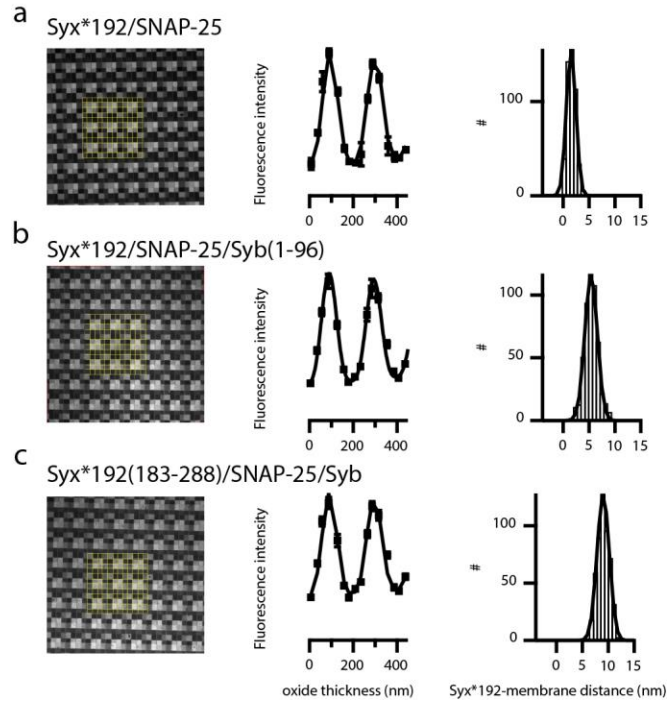 a
Syx*192/SNAP-25
Fluorescence intensity
0
200
400
#
100
0
0
5
10
15
b
Syx*192/SNAP-25/Syb(1-96)
Fluorescence intensity
0
200
400
#
100
50
0
0
5
10
15
c
Syx*192(183-288)/SNAP-25/Syb
Fluorescence intensity
0
200
400
oxide thickness (nm)
#
100
50
0
0
5
10
15
Syx*192-membrane distance (nm)